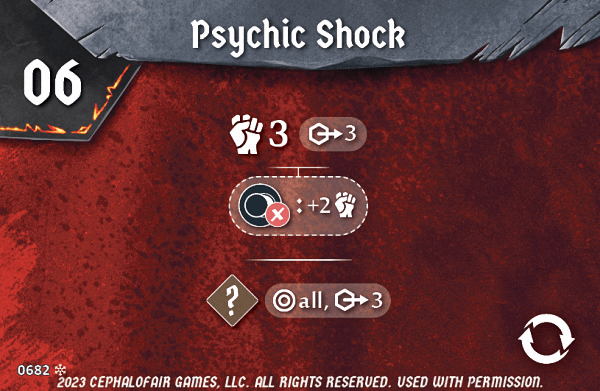 Psychic Shock
06
3 3
: +2
?
all, 3
0682
2023 CEPHALOFAIR GAMES, LLC. ALL RIGHTS RESERVED. USED WITH PERMISSION.